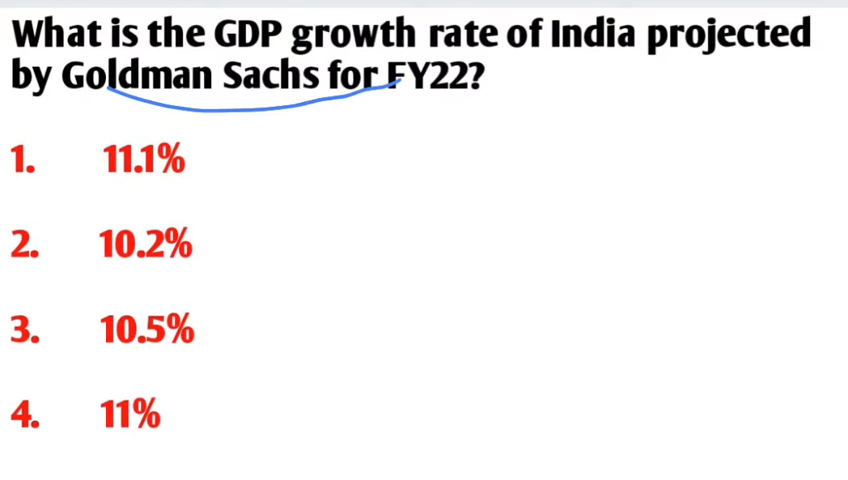 What is the GDP growth rate of India projected
by Goldman Sachs for FY22?
1. 11.1%
2. 10.2%
3. 10.5%
4. 11%